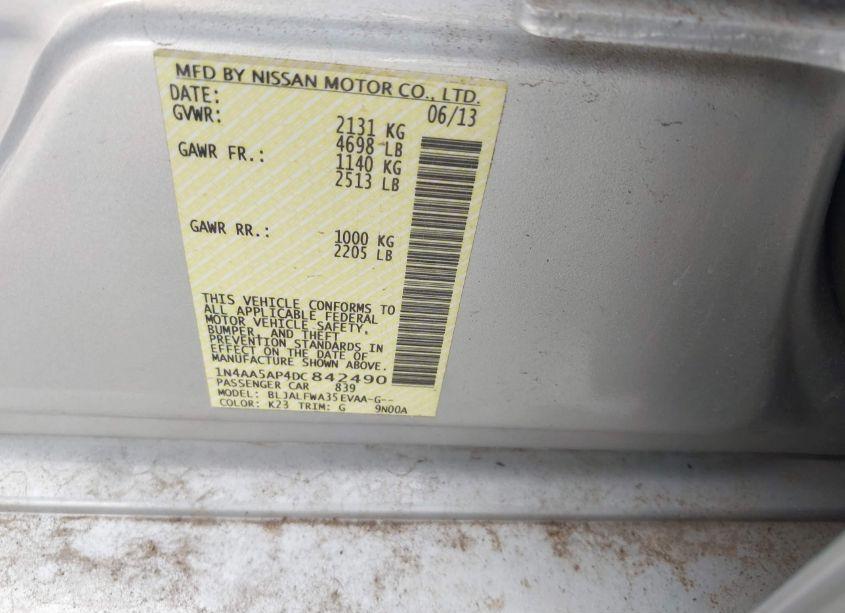 MFD BY NISSAN MOTOR CO., LTD.
DATE: 06/13
GVWR: 2131 KG
4698 LB
GAWR FR.: 1140 KG
2513 LB
GAWR RR.: 1000 KG
2205 LB
THIS VEHICLE CONFORMS TO
ALL APPLICABLE FEDERAL
MOTOR VEHICLE SAFETY,
BUMPER, AND THEFT
PREVENTION STANDARDS IN
EFFECT ON THE DATE OF
MANUFACTURE SHOWN ABOVE.
1N4AA5AP4DC842490
PASSENGER CAR 839
MODEL: BLJALFWA35EVAA-G--
COLOR: K23 TRIM: G 9N00A